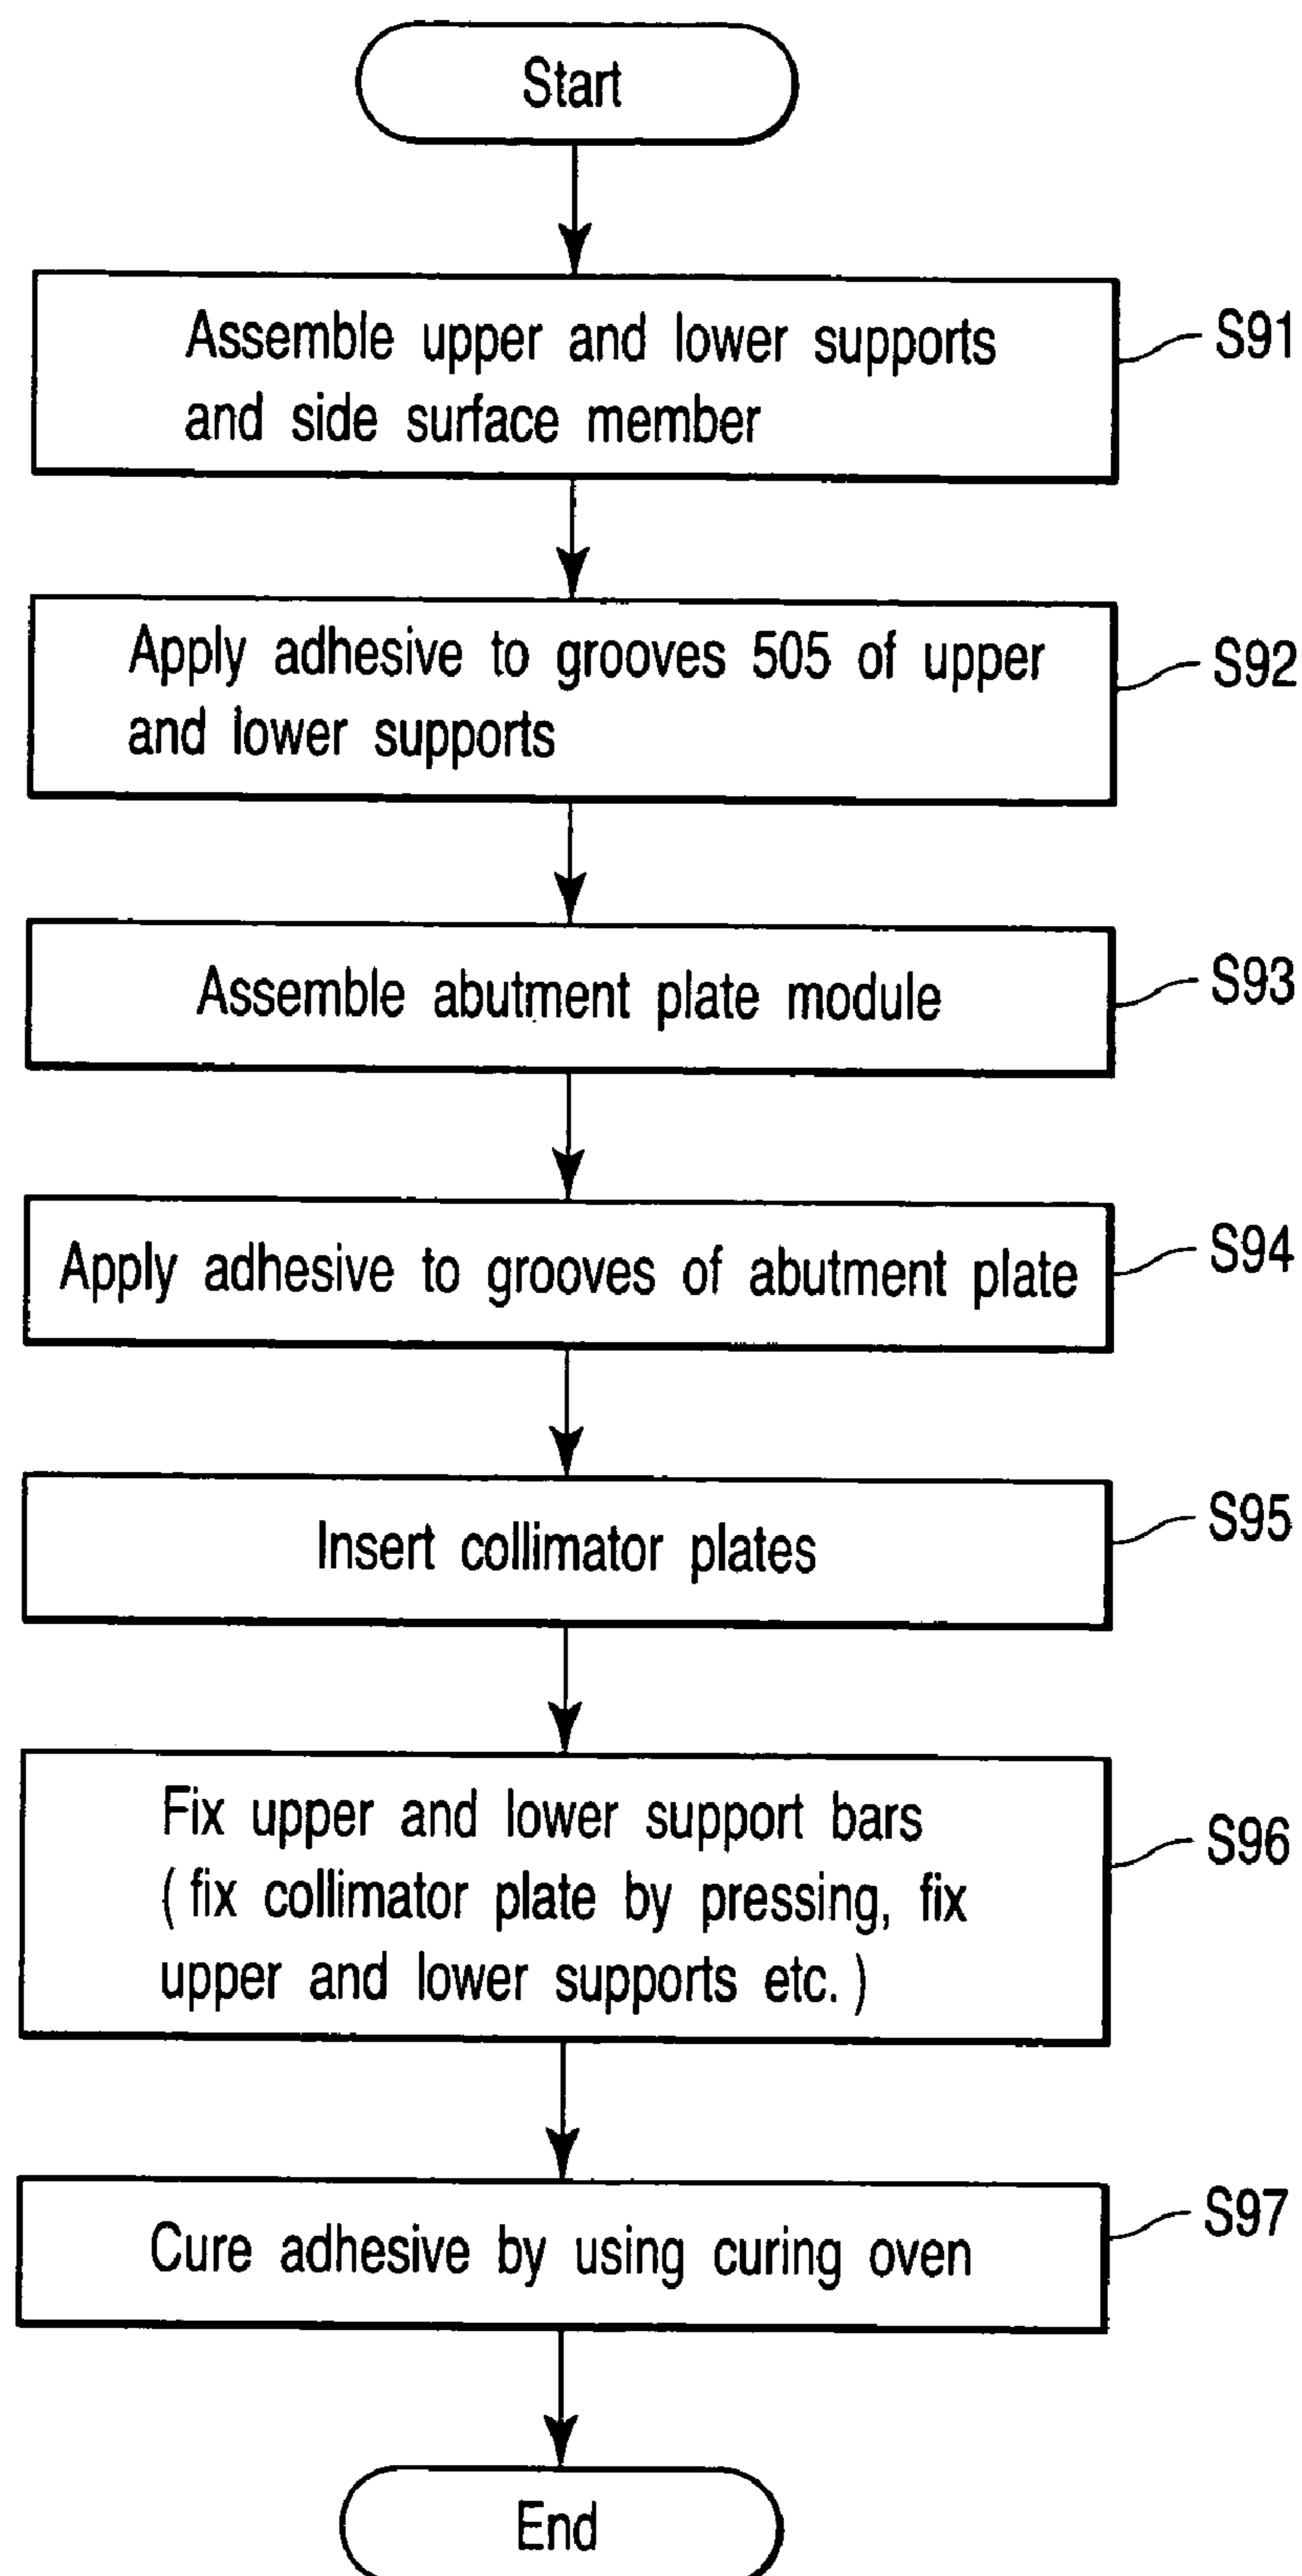 Start
Assemble upper and lower supports
and side surface member
S91
Apply adhesive to grooves 505 of upper
and lower supports
S92
Assemble abutment plate module
S93
Apply adhesive to grooves of abutment plate
S94
Insert collimator plates
S95
Fix upper and lower support bars
( fix collimator plate by pressing, fix
upper and lower supports etc. )
S96
Cure adhesive by using curing oven
S97
End